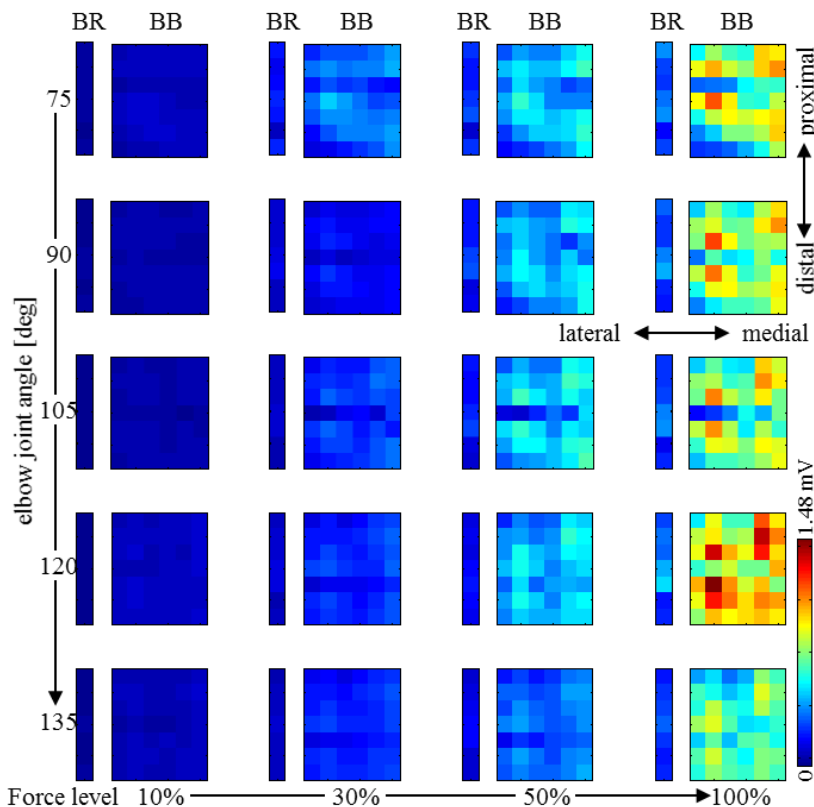 BR BB BR BB BR BB BR BB
75
proximal
90
distal
lateral medial
elbow joint angle [deg]
105
120
1.48 mV
135
0
Force level 10% 30% 50% 100%